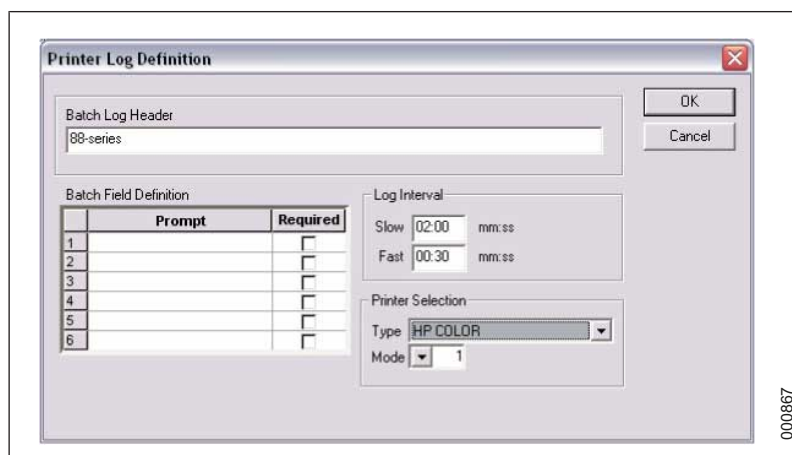 Printer Log Definition
OK
Cancel
Batch Log Header
88-series
Batch Field Definition
Prompt Required
1
2
3
4
5
6
Log Interval
Slow 02:00 mm:ss
Fast 00:30 mm:ss
Printer Selection
Type HP COLOR
Mode 1
000867